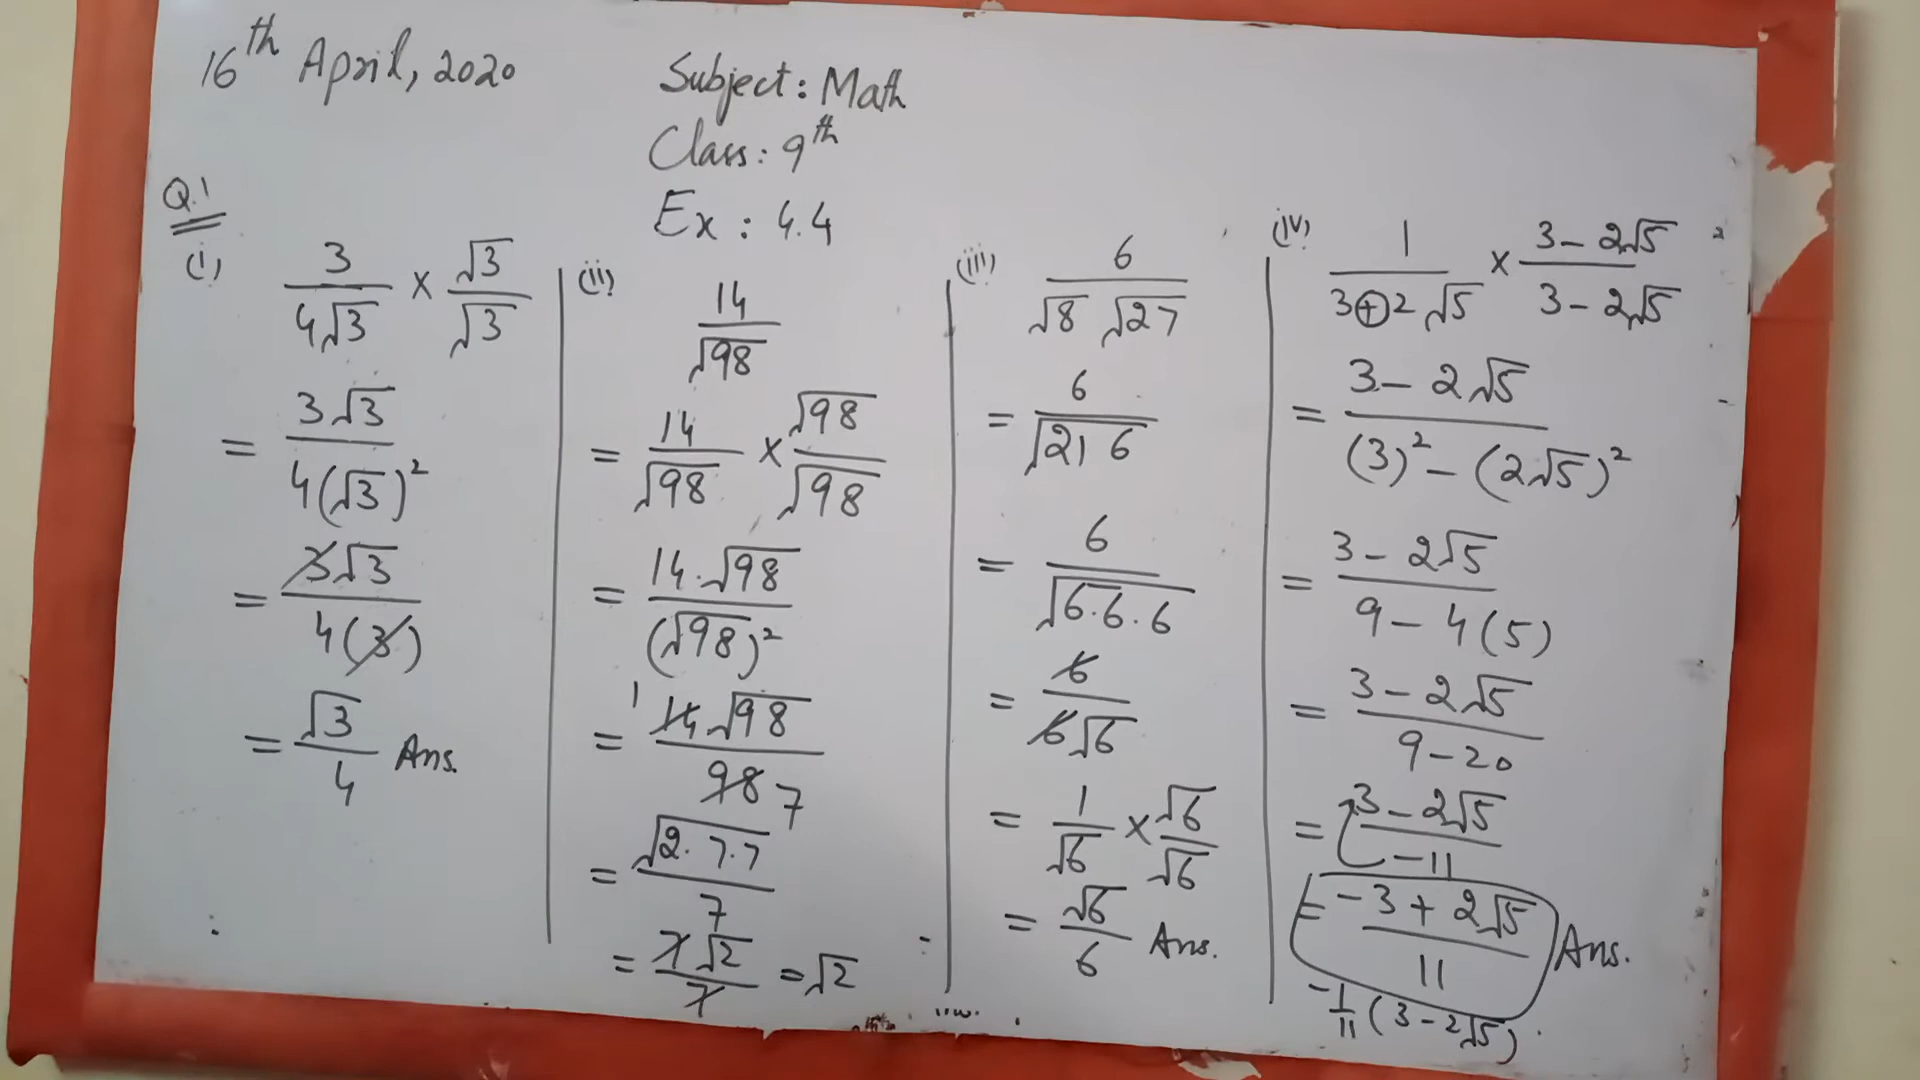 16th April, 2020
Subject: Math
Class: 9th
Ex: 4.4
Q.1
(i) 3/4√3 × √3/√3
= 3√3/4(√3)²
= 3√3/4(3)
= √3/4 Ans.
(ii) 14/√98
= 14/√98 × √98/√98
= 14.√98/(√98)²
= 1 14√98/98 7
= √2.7.7/7
= 7√2/7 = √2
(iii) 6/√8 √27
= 6/√216
= 6/√6.6.6
= 6/6√6
= 1/√6 × √6/√6
= √6/6 Ans.
(iv) 1/3+2√5 × 3-2√5/3-2√5
= 3-2√5/(3)²-(2√5)²
= 3-2√5/9-4(5)
= 3-2√5/9-20
= 3-2√5/-11
= -3+2√5/11 Ans.
-1/11(3-2√5)